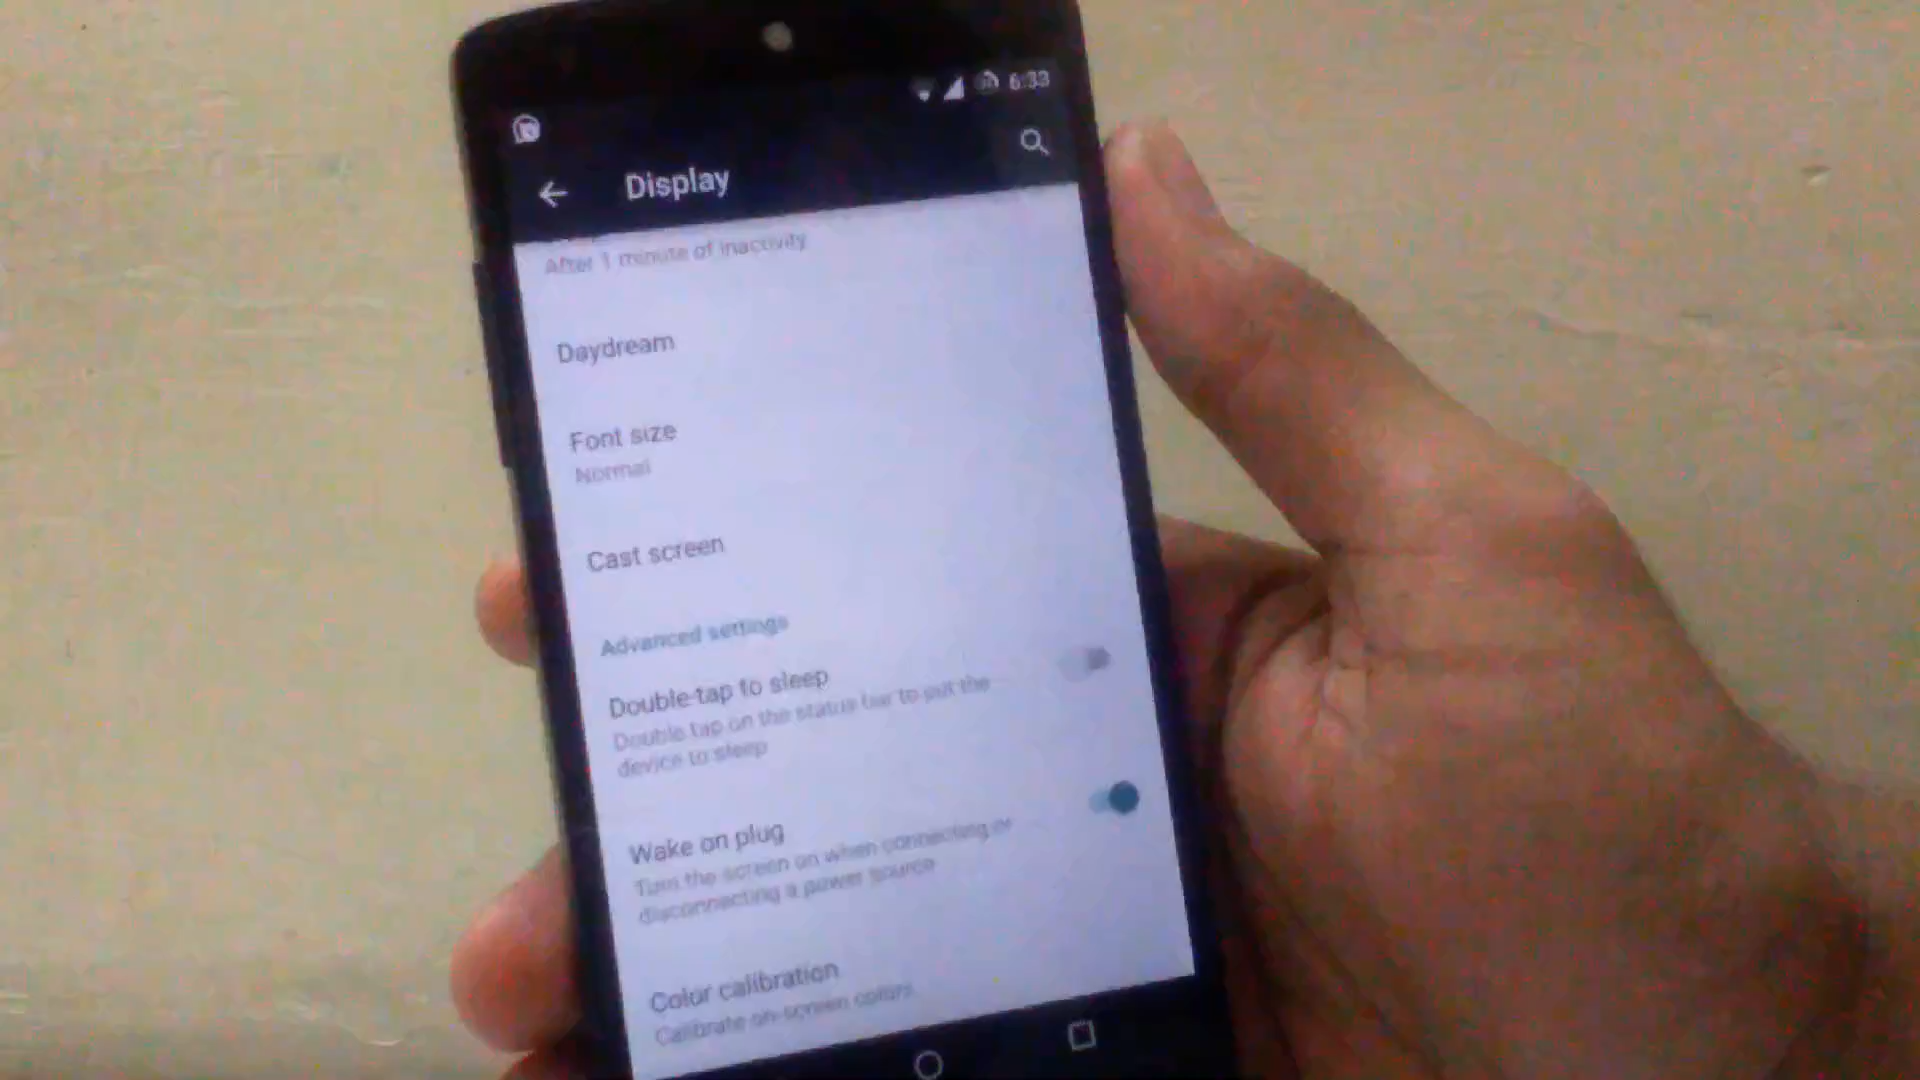 6:33
Display
After 1 minute of inactivity
Daydream
Font size
Normal
Cast screen
Advanced settings
Double-tap to sleep
Double tap on the status bar to put the
device to sleep
Wake on plug
Turn the screen on when connecting or
disconnecting a power source
Color calibration
Calibrate on-screen colors